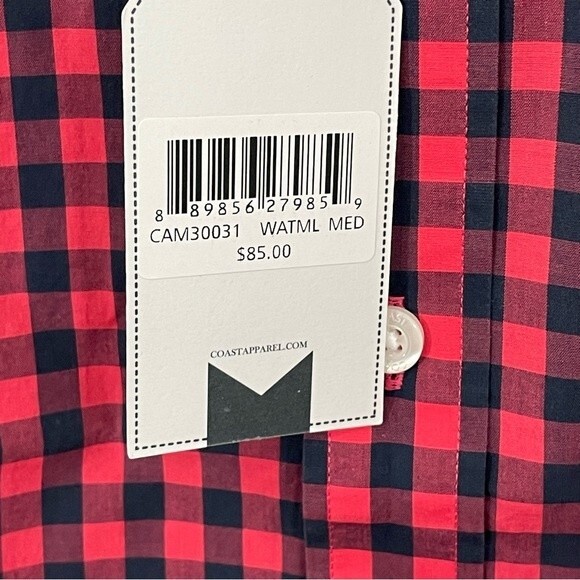 8 89856 27985 9
CAM30031 WATML MED
$85.00
COASTAPPAREL.COM